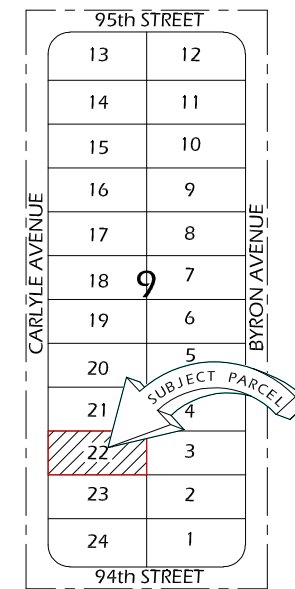 95th STREET
13 12
14 11
15 10
16 9
17 8
18 9 7
19 6
20 5
SUBJECT PARCEL
21 4
22 3
23 2
24 1
94th STREET
CARLYLE AVENUE
BYRON AVENUE